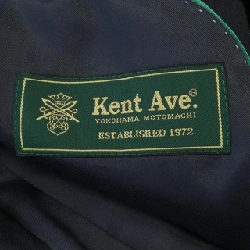 Kent Ave.
YOKOHAMA MOTOMACHI
ESTABLISHED 1972